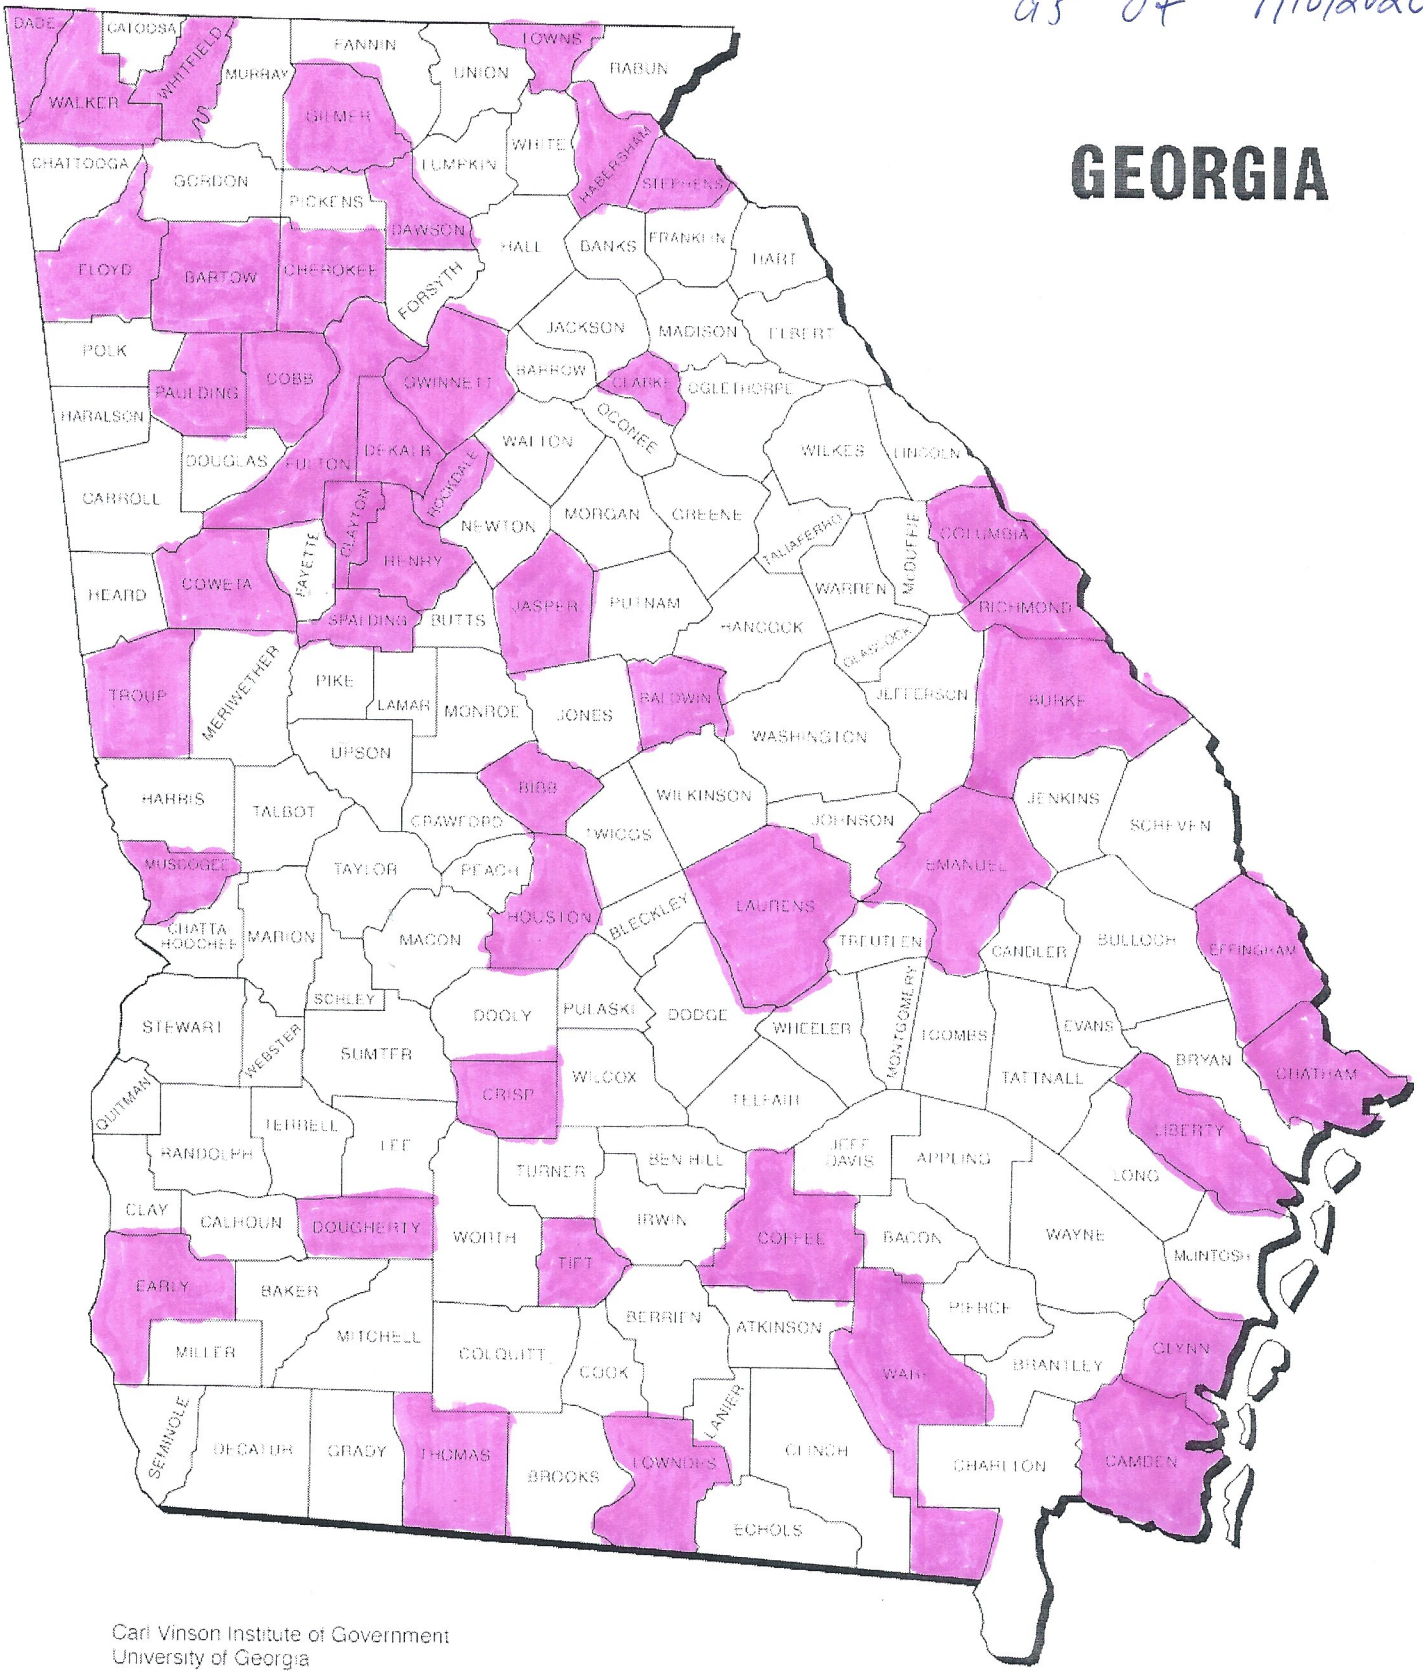 as of 7/10/2020
GEORGIA
DADE
CATOOSA
WHITFIELD
MURRAY
FANNIN
UNION
TOWNS
RABUN
WALKER
GILMER
LUMPKIN
WHITE
HABERSHAM
STEPHENS
CHATTOOGA
GORDON
PICKENS
DAWSON
HALL
BANKS
FRANKLIN
HART
FLOYD
BARTOW
CHEROKEE
FORSYTH
JACKSON
MADISON
ELBERT
POLK
PAULDING
COBB
GWINNETT
BARROW
CLARKE
OGLETHORPE
OCONEE
HARALSON
DOUGLAS
FULTON
DEKALB
ROCKDALE
WALTON
WILKES
LINCOLN
CARROLL
CLAYTON
HENRY
NEWTON
MORGAN
GREENE
TALIAFERRO
McDUFFIE
COLUMBIA
HEARD
COWETA
FAYETTE
SPALDING
BUTTS
JASPER
PUTNAM
HANCOCK
WARREN
GLASCOCK
RICHMOND
TROUP
MERIWETHER
PIKE
LAMAR
MONROE
JONES
BALDWIN
WASHINGTON
JEFFERSON
BURKE
UPSON
HARRIS
TALBOT
CRAWFORD
BIBB
TWIGGS
WILKINSON
JOHNSON
JENKINS
SCREVEN
MUSCOGEE
TAYLOR
PEACH
HOUSTON
BLECKLEY
LAURENS
EMANUEL
CHATTA
HOOCHEE
MARION
MACON
TREUTLEN
CANDLER
BULLOCH
EFFINGHAM
STEWART
WEBSTER
SCHLEY
SUMTER
DOOLY
PULASKI
DODGE
WHEELER
MONTGOMERY
TOOMBS
EVANS
TATTNALL
BRYAN
CHATHAM
QUITMAN
TERRELL
LEE
CRISP
WILCOX
TELFAIR
LIBERTY
RANDOLPH
TURNER
BEN HILL
JEFF
DAVIS
APPLING
LONG
CLAY
CALHOUN
DOUGHERTY
WORTH
TIFT
IRWIN
COFFEE
BACON
WAYNE
McINTOSH
EARLY
BAKER
MITCHELL
BERRIEN
ATKINSON
PIERCE
MILLER
COLQUITT
COOK
LANIER
WARE
BRANTLEY
GLYNN
SEMINOLE
DECATUR
GRADY
THOMAS
BROOKS
LOWNDES
CLINCH
CHARLTON
CAMDEN
ECHOLS
Carl Vinson Institute of Government
University of Georgia